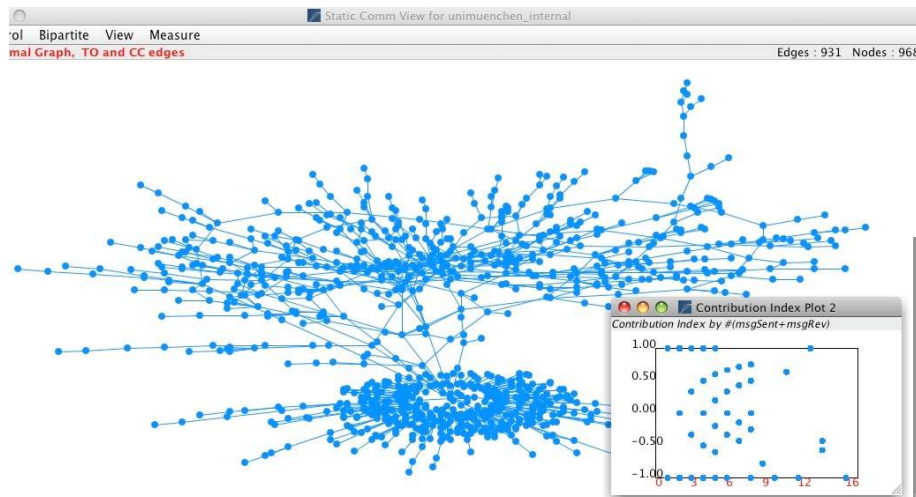 Static Comm View for unimuenchen_internal
rol Bipartite View Measure
mal Graph, TO and CC edges Edges : 931 Nodes : 968
Contribution Index Plot 2
Contribution Index by #(msgSent+msgRev)
1.00
0.50
0.00
-0.50
-1.00
0 3 6 9 12 16